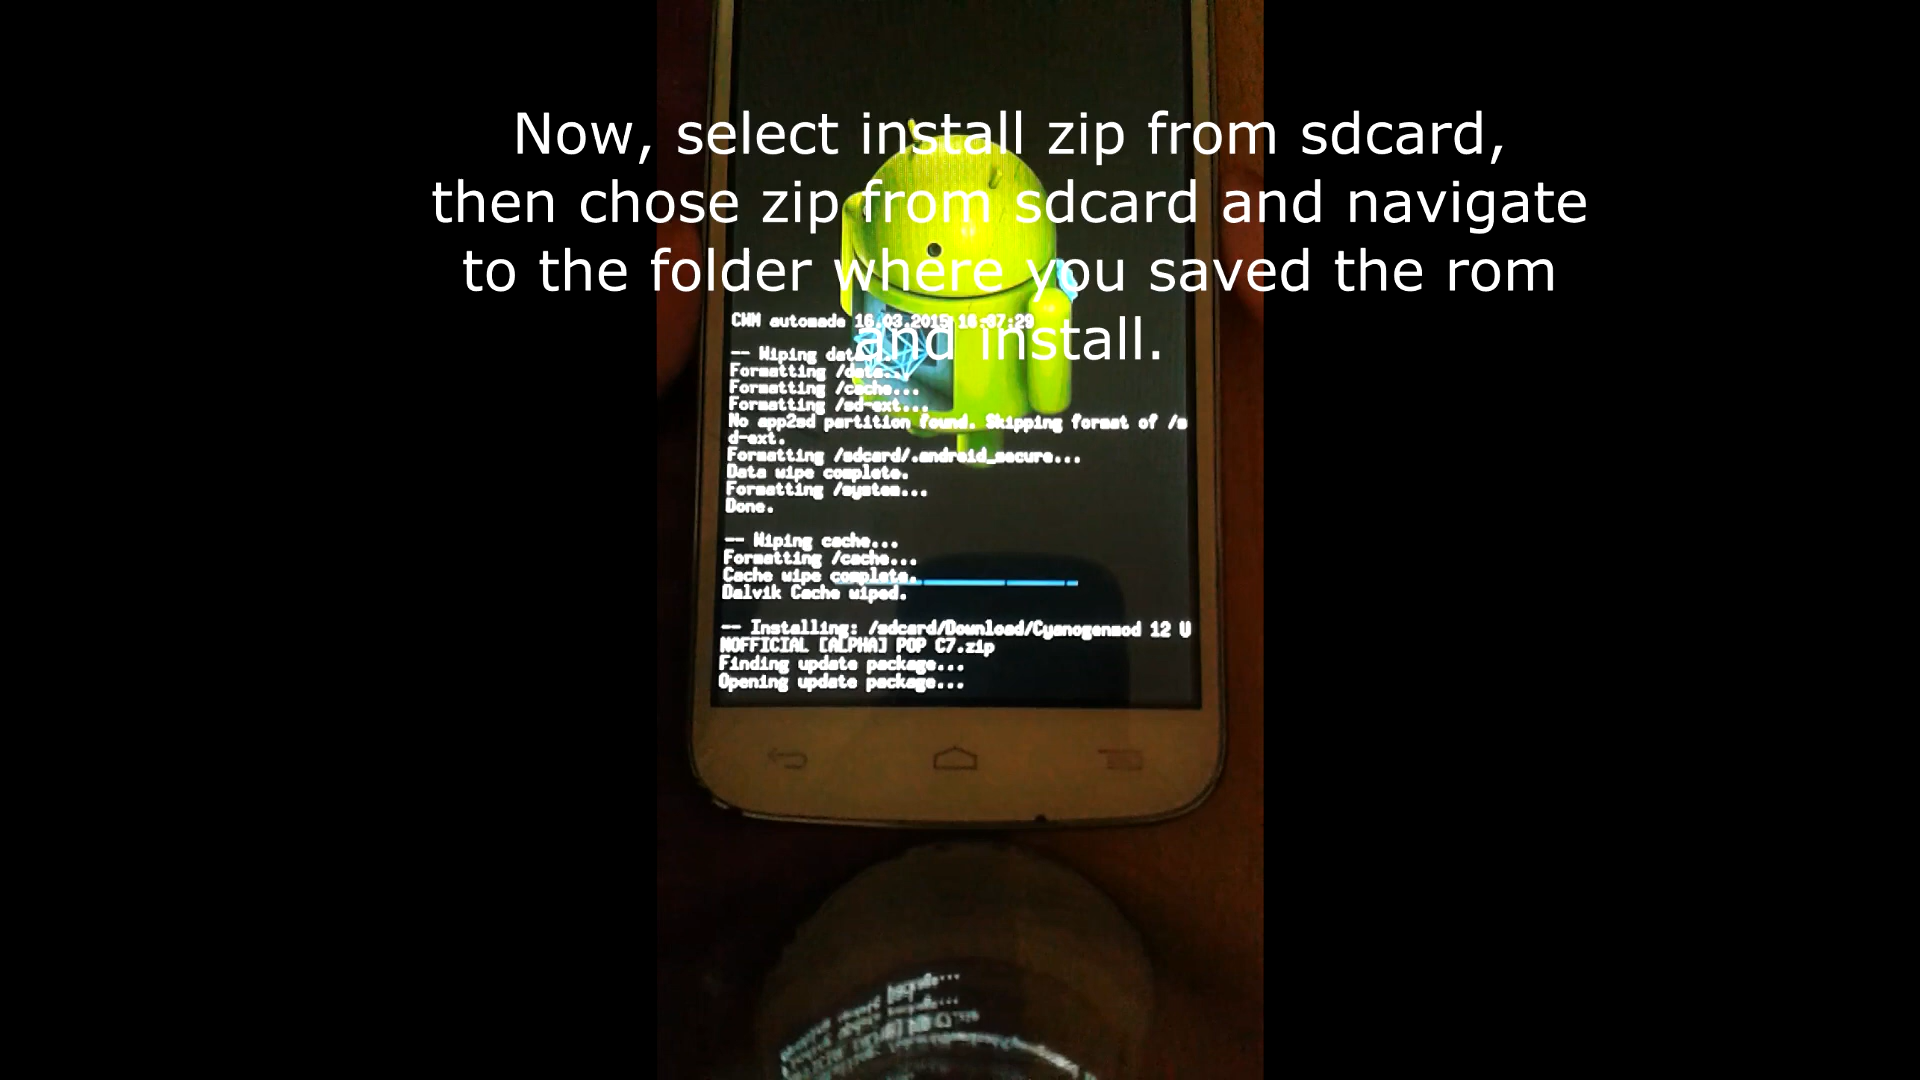 Now, select install zip from sdcard,
then chose zip from sdcard and navigate
to the folder where you saved the rom
and install.
CWM automade 16.03.2015 16:07:29
-- Wiping data...
Formatting /data...
Formatting /cache...
Formatting /sd-ext...
No app2sd partition found. Skipping format of /s
d-ext.
Formatting /sdcard/.android_secure...
Data wipe complete.
Formatting /system...
Done.
-- Wiping cache...
Formatting /cache...
Cache wipe complete.
Dalvik Cache wiped.
-- Installing: /sdcard/Download/Cyanogenmod 12 U
NOFFICIAL [ALPHA] POP C7.zip
Finding update package...
Opening update package...